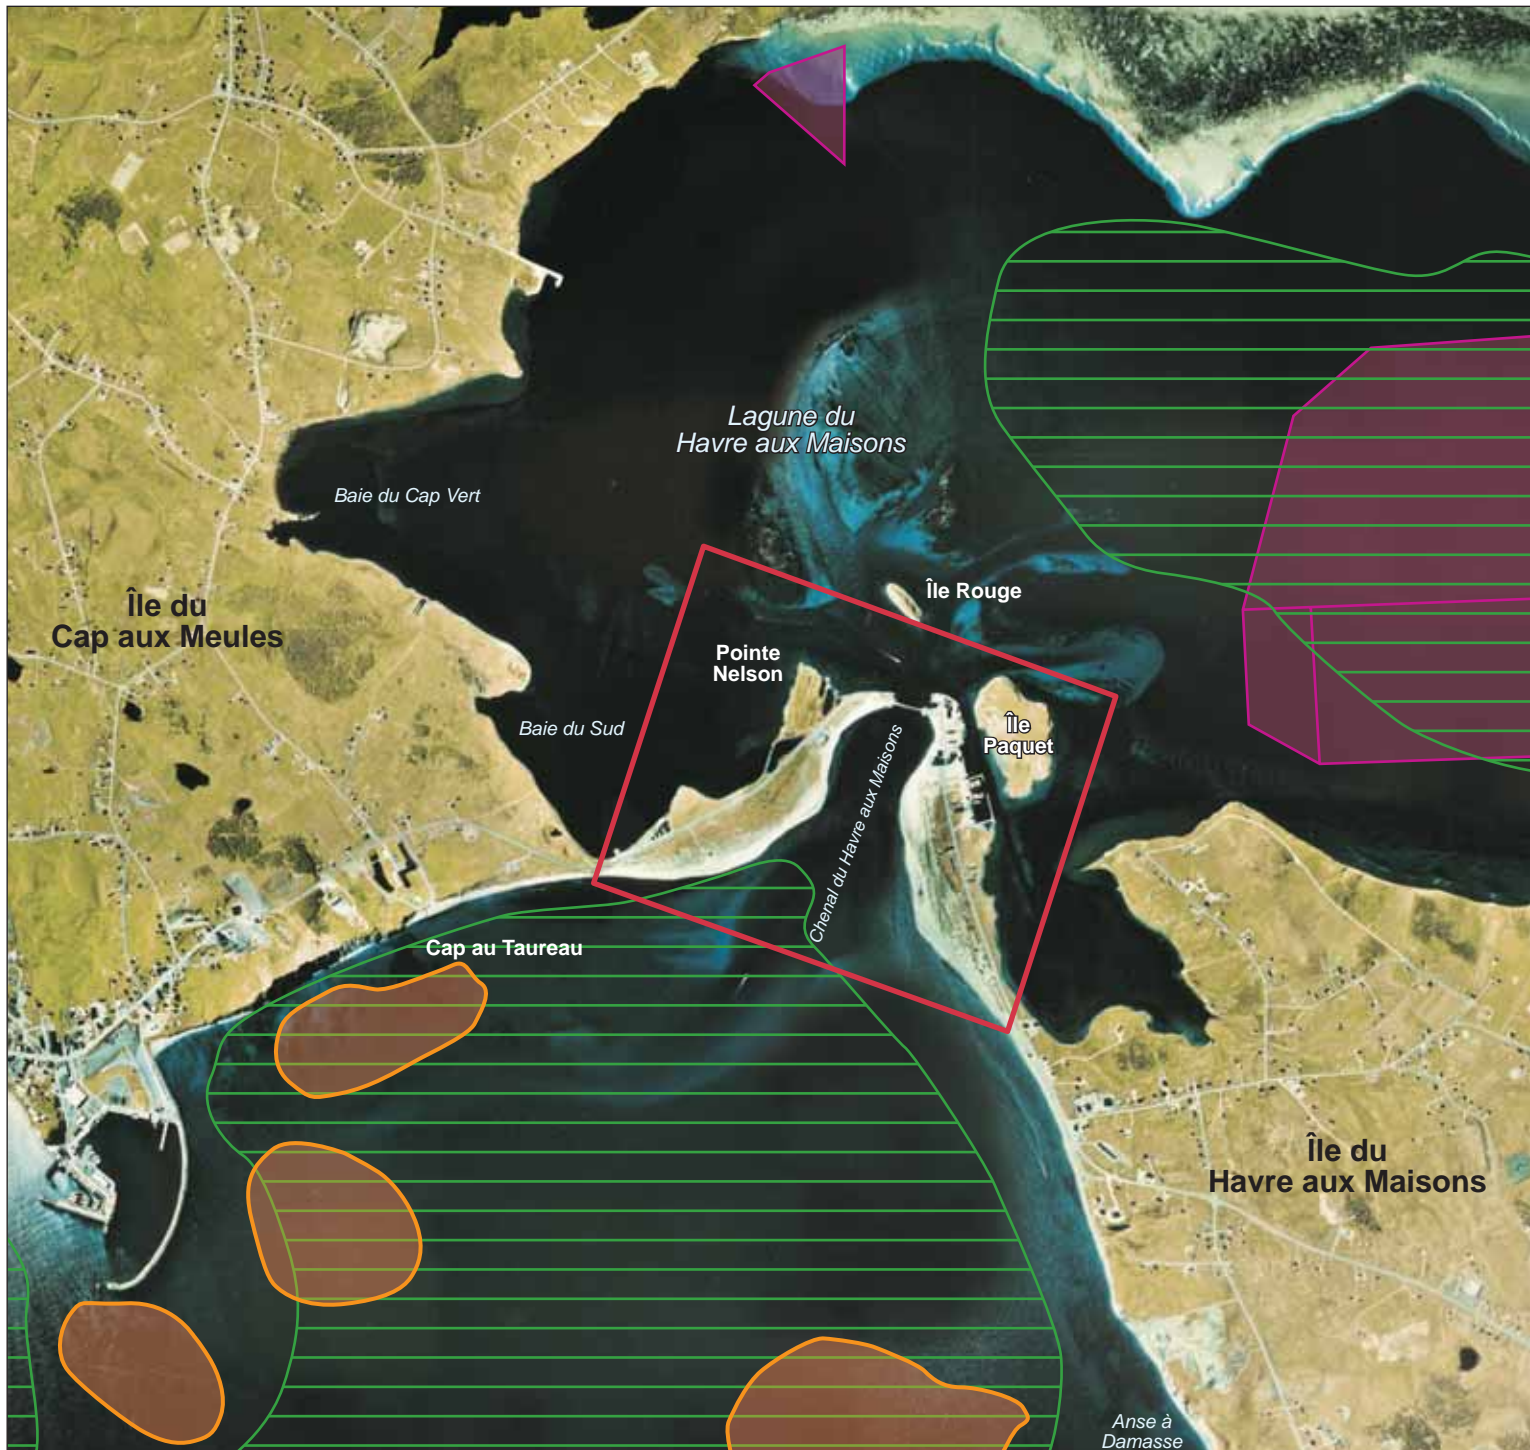 Lagune du
Havre aux Maisons
Baie du Cap Vert
Île Rouge
Île du
Cap aux Meules
Pointe
Nelson
Baie du Sud
Île
Paquet
Chenal du Havre aux Maisons
Cap au Taureau
Île du
Havre aux Maisons
Anse à
Damasse